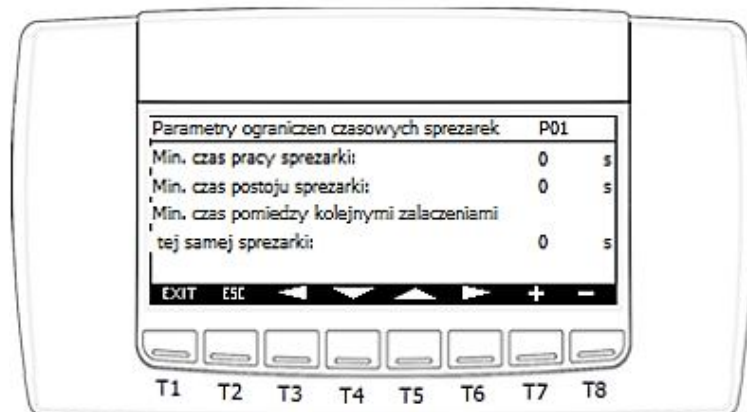 Parametry ograniczen czasowych sprezarek P01
Min. czas pracy sprezarki: 0 s
Min. czas postoju sprezarki: 0 s
Min. czas pomiedzy kolejnymi zalaczeniami
tej samej sprezarki: 0 s
EXIT ESC + -
T1 T2 T3 T4 T5 T6 T7 T8